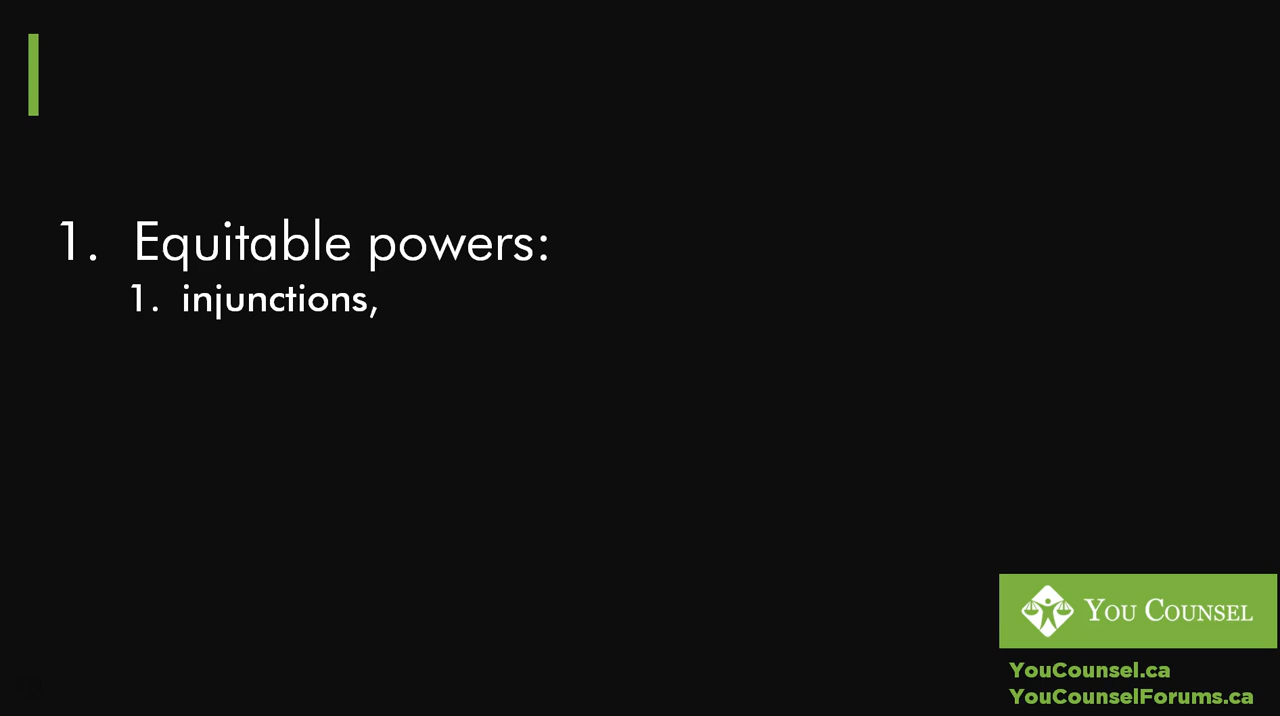 1. Equitable powers:
1. injunctions,
YOU COUNSEL
YouCounsel.ca
YouCounselForums.ca